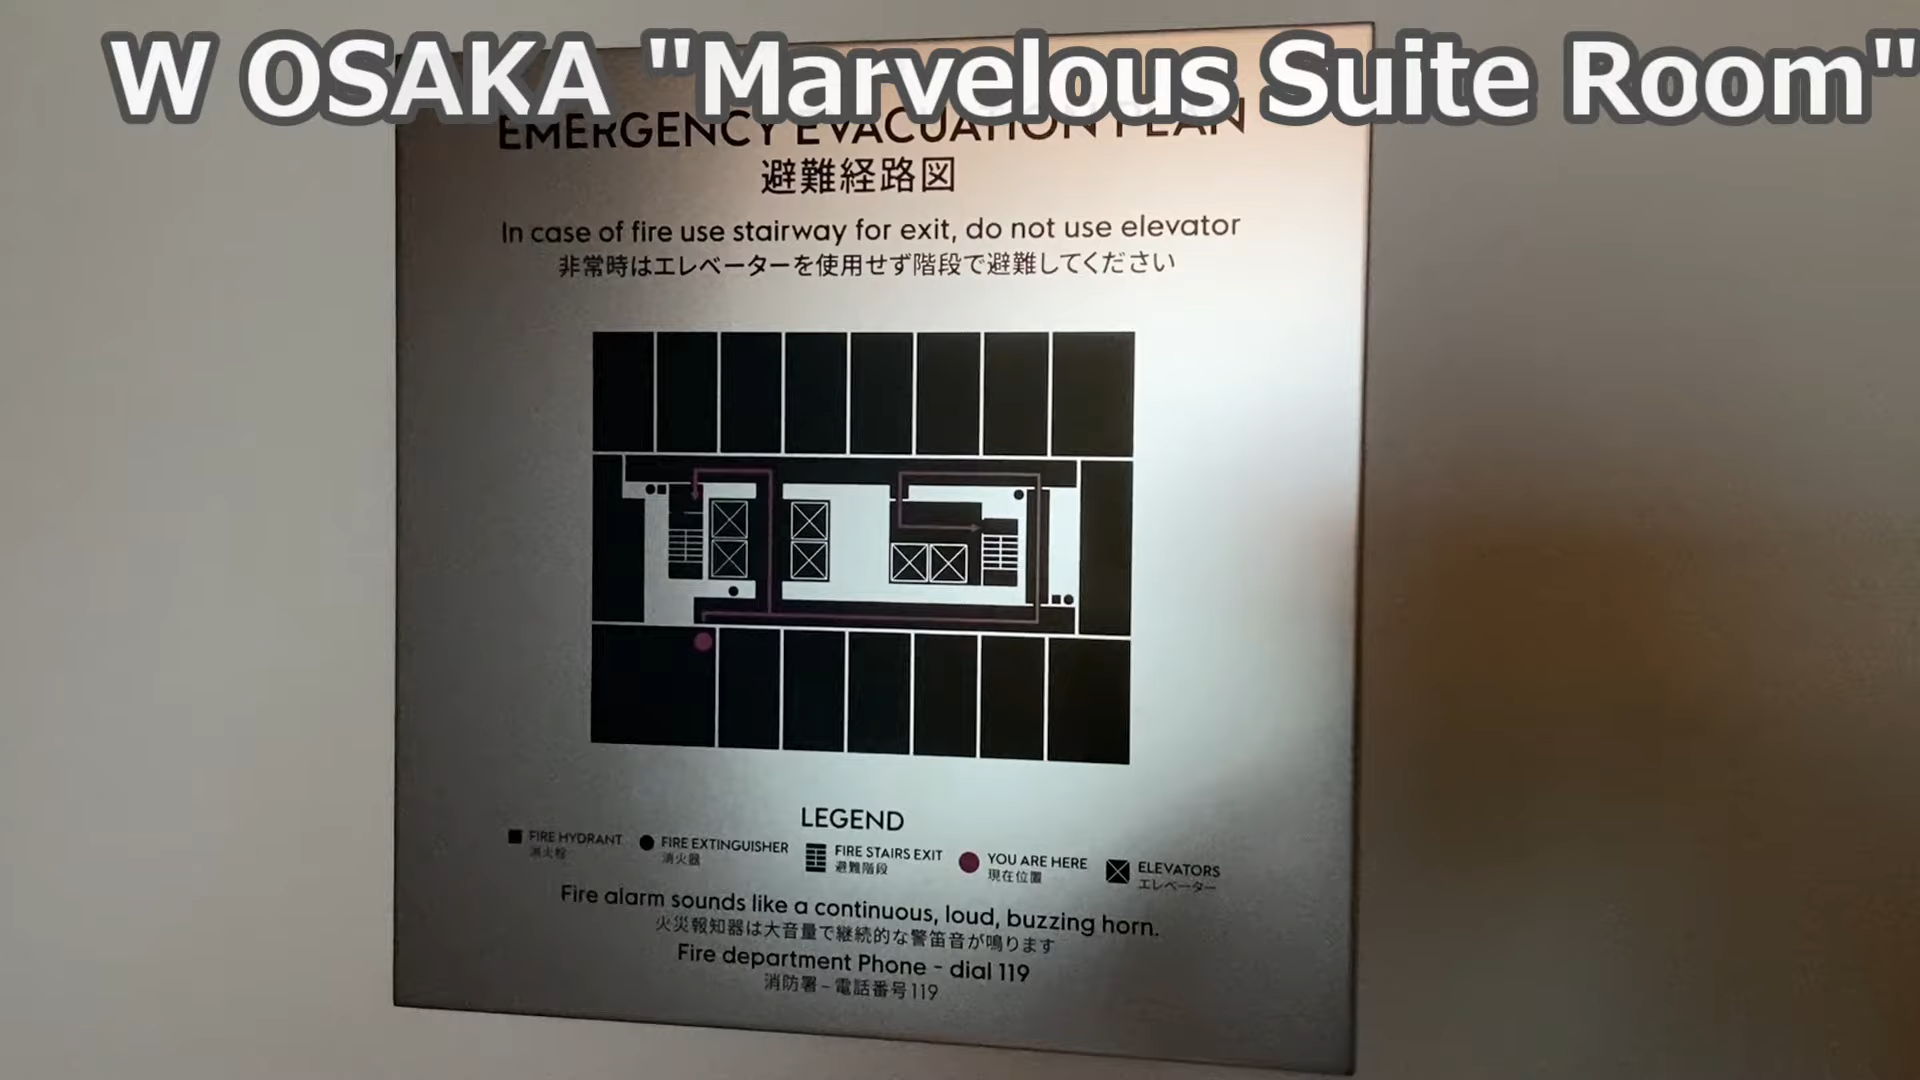 W OSAKA "Marvelous Suite Room"
EMERGENCY EVACUATION PLAN
避難経路図
In case of fire use stairway for exit, do not use elevator
非常時はエレベーターを使用せず階段で避難してください
LEGEND
FIRE HYDRANT
消火栓
FIRE EXTINGUISHER
消火器
FIRE STAIRS EXIT
避難階段
YOU ARE HERE
現在位置
ELEVATORS
エレベーター
Fire alarm sounds like a continuous, loud, buzzing horn.
火災報知器は大音量で継続的な警笛音が鳴ります
Fire department Phone - dial 119
消防署 – 電話番号119